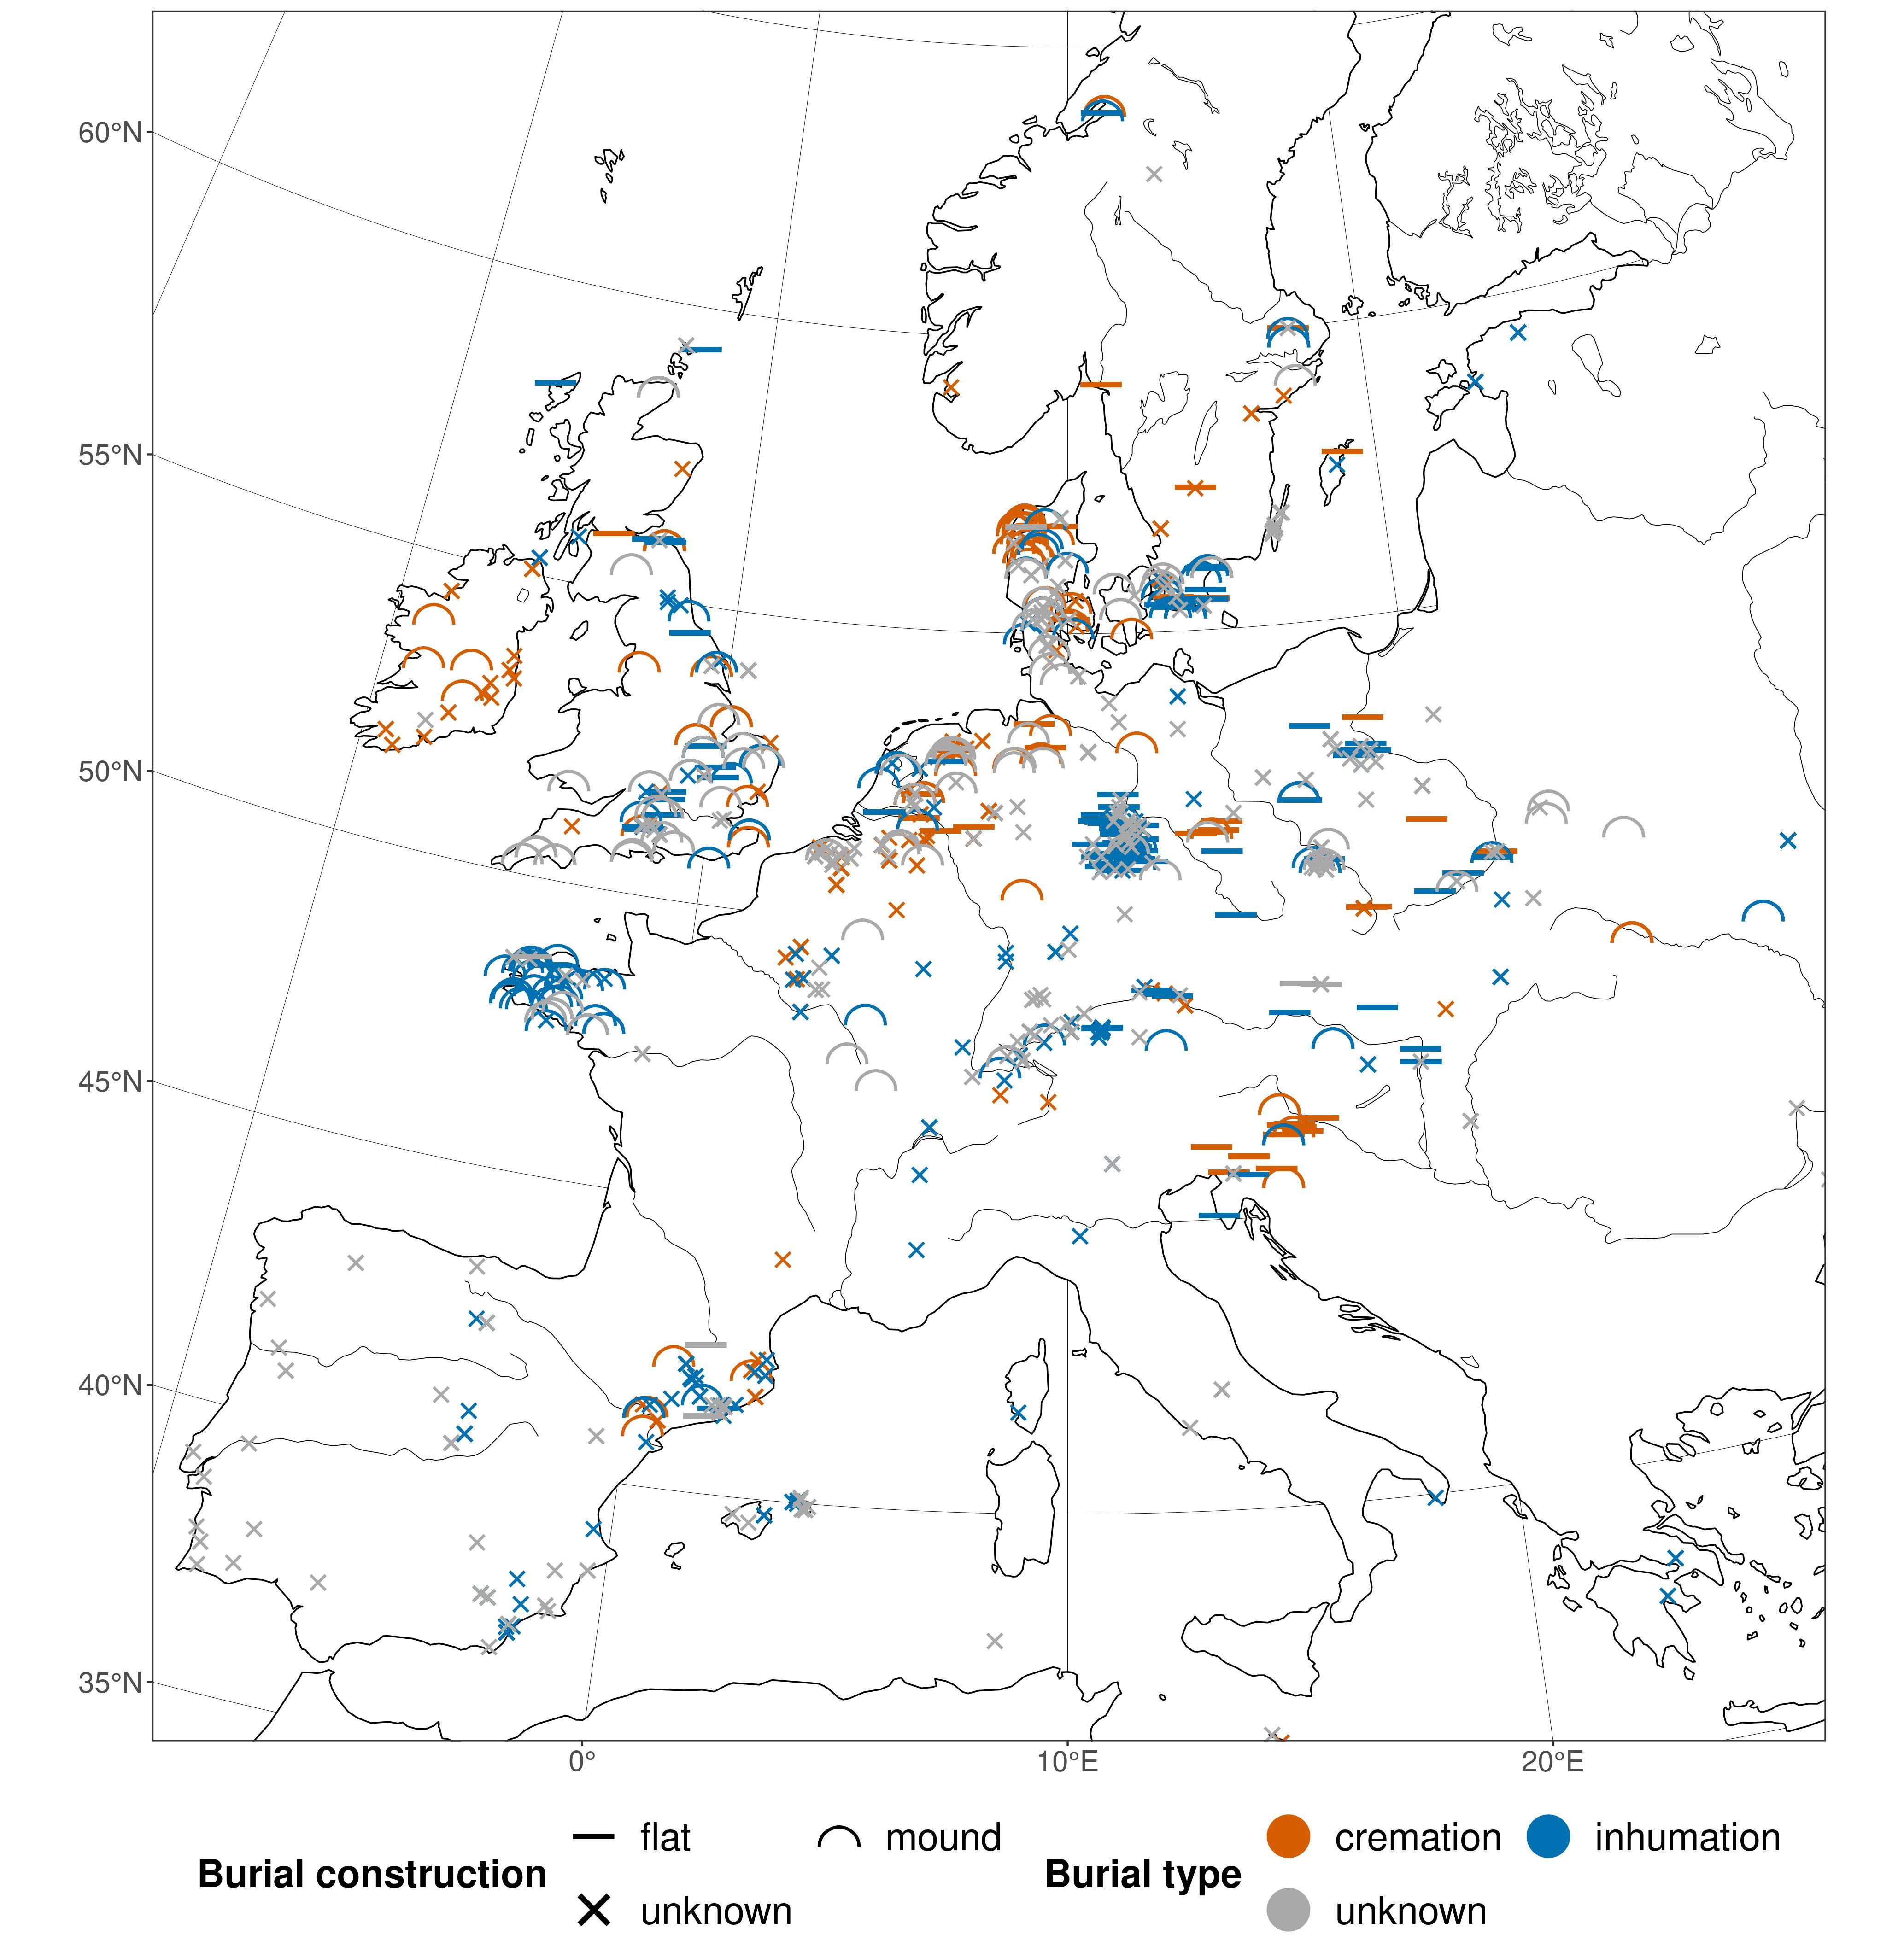 60°N
55°N
50°N
45°N
40°N
35°N
0° 10°E 20°E
flat mound cremation inhumation
Burial construction Burial type
unknown unknown